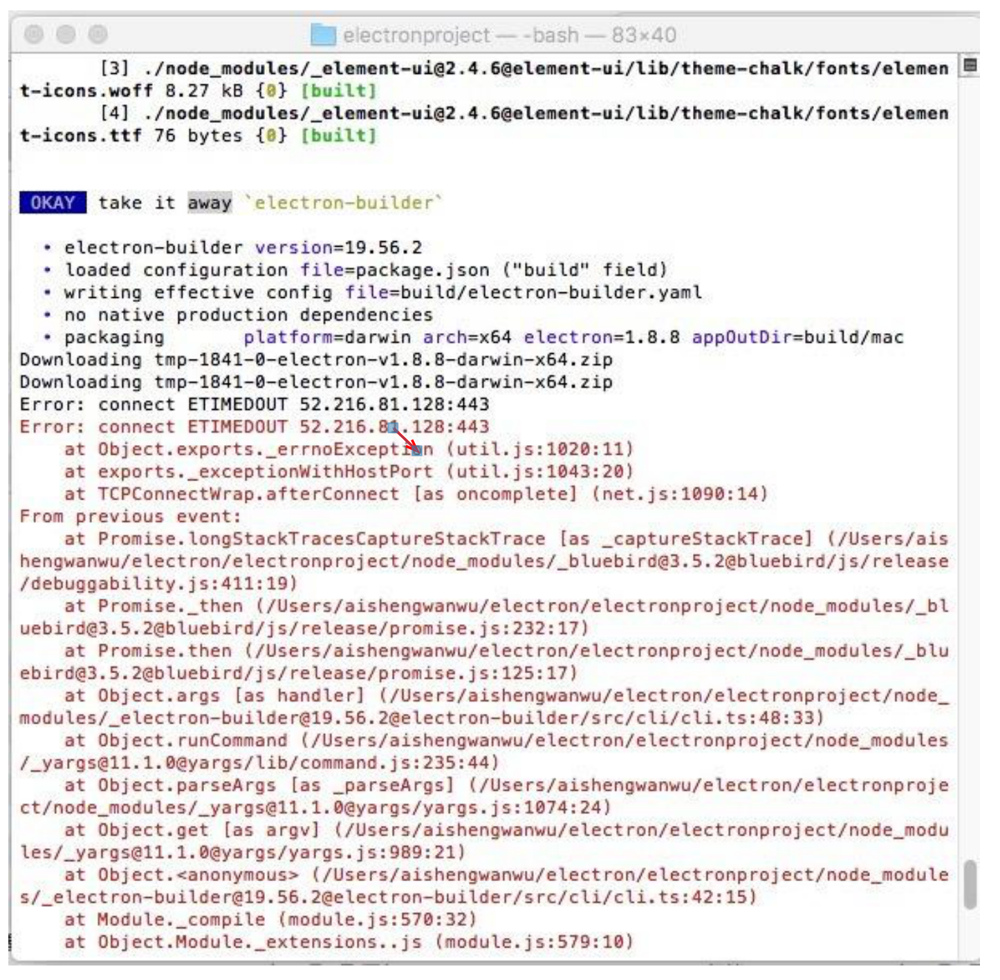 electronproject — -bash — 83×40
[3] ./node_modules/_element-ui@2.4.6@element-ui/lib/theme-chalk/fonts/elemen
t-icons.woff 8.27 kB {0} [built]
[4] ./node_modules/_element-ui@2.4.6@element-ui/lib/theme-chalk/fonts/elemen
t-icons.ttf 76 bytes {0} [built]
OKAY take it away `electron-builder`
• electron-builder version=19.56.2
• loaded configuration file=package.json ("build" field)
• writing effective config file=build/electron-builder.yaml
• no native production dependencies
• packaging platform=darwin arch=x64 electron=1.8.8 appOutDir=build/mac
Downloading tmp-1841-0-electron-v1.8.8-darwin-x64.zip
Downloading tmp-1841-0-electron-v1.8.8-darwin-x64.zip
Error: connect ETIMEDOUT 52.216.81.128:443
Error: connect ETIMEDOUT 52.216.81.128:443
at Object.exports._errnoException (util.js:1020:11)
at exports._exceptionWithHostPort (util.js:1043:20)
at TCPConnectWrap.afterConnect [as oncomplete] (net.js:1090:14)
From previous event:
at Promise.longStackTracesCaptureStackTrace [as _captureStackTrace] (/Users/ais
hengwanwu/electron/electronproject/node_modules/_bluebird@3.5.2@bluebird/js/release
/debuggability.js:411:19)
at Promise._then (/Users/aishengwanwu/electron/electronproject/node_modules/_bl
uebird@3.5.2@bluebird/js/release/promise.js:232:17)
at Promise.then (/Users/aishengwanwu/electron/electronproject/node_modules/_blu
ebird@3.5.2@bluebird/js/release/promise.js:125:17)
at Object.args [as handler] (/Users/aishengwanwu/electron/electronproject/node_
modules/_electron-builder@19.56.2@electron-builder/src/cli/cli.ts:48:33)
at Object.runCommand (/Users/aishengwanwu/electron/electronproject/node_modules
/_yargs@11.1.0@yargs/lib/command.js:235:44)
at Object.parseArgs [as _parseArgs] (/Users/aishengwanwu/electron/electronproje
ct/node_modules/_yargs@11.1.0@yargs/yargs.js:1074:24)
at Object.get [as argv] (/Users/aishengwanwu/electron/electronproject/node_modu
les/_yargs@11.1.0@yargs/yargs.js:989:21)
at Object.<anonymous> (/Users/aishengwanwu/electron/electronproject/node_module
s/_electron-builder@19.56.2@electron-builder/src/cli/cli.ts:42:15)
at Module._compile (module.js:570:32)
at Object.Module._extensions..js (module.js:579:10)